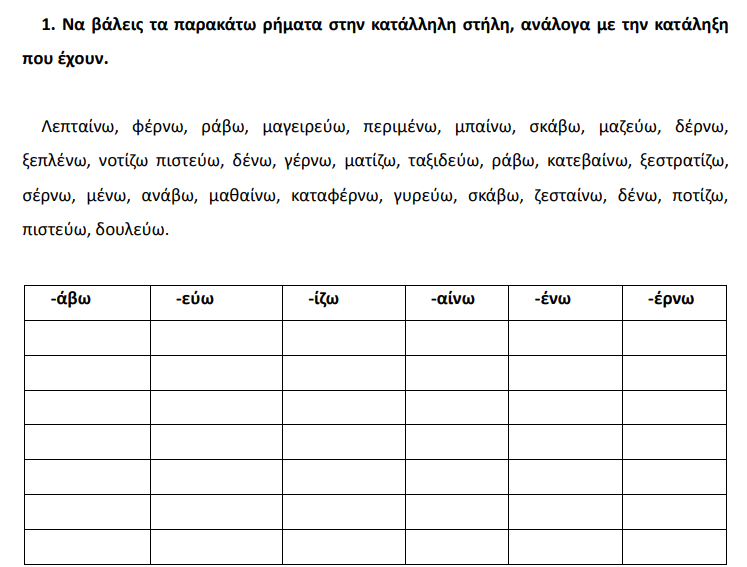 1. Να βάλεις τα παρακάτω ρήματα στην κατάλληλη στήλη, ανάλογα με την κατάληξη
που έχουν.
Λεπταίνω, φέρνω, ράβω, μαγειρεύω, περιμένω, μπαίνω, σκάβω, μαζεύω, δέρνω,
ξεπλένω, νοτίζω πιστεύω, δένω, γέρνω, ματίζω, ταξιδεύω, ράβω, κατεβαίνω, ξεστρατίζω,
σέρνω, μένω, ανάβω, μαθαίνω, καταφέρνω, γυρεύω, σκάβω, ζεσταίνω, δένω, ποτίζω,
πιστεύω, δουλεύω.
-άβω -εύω -ίζω -αίνω -ένω -έρνω